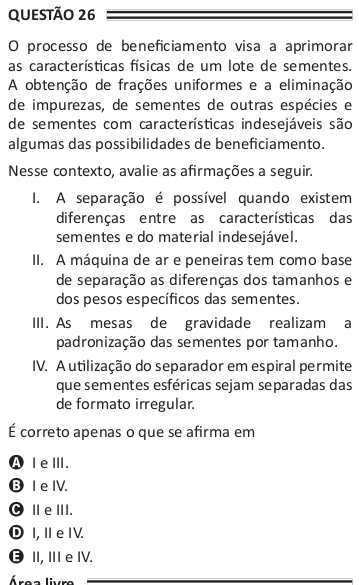 QUESTÃO 26
O processo de beneficiamento visa a aprimorar
as características físicas de um lote de sementes.
A obtenção de frações uniformes e a eliminação
de impurezas, de sementes de outras espécies e
de sementes com características indesejáveis são
algumas das possibilidades de beneficiamento.
Nesse contexto, avalie as afirmações a seguir.
I. A separação é possível quando existem
diferenças entre as características das
sementes e do material indesejável.
II. A máquina de ar e peneiras tem como base
de separação as diferenças dos tamanhos e
dos pesos específicos das sementes.
III. As mesas de gravidade realizam a
padronização das sementes por tamanho.
IV. A utilização do separador em espiral permite
que sementes esféricas sejam separadas das
de formato irregular.
É correto apenas o que se afirma em
A I e III.
B I e IV.
C II e III.
D I, II e IV.
E II, III e IV.
Área livre